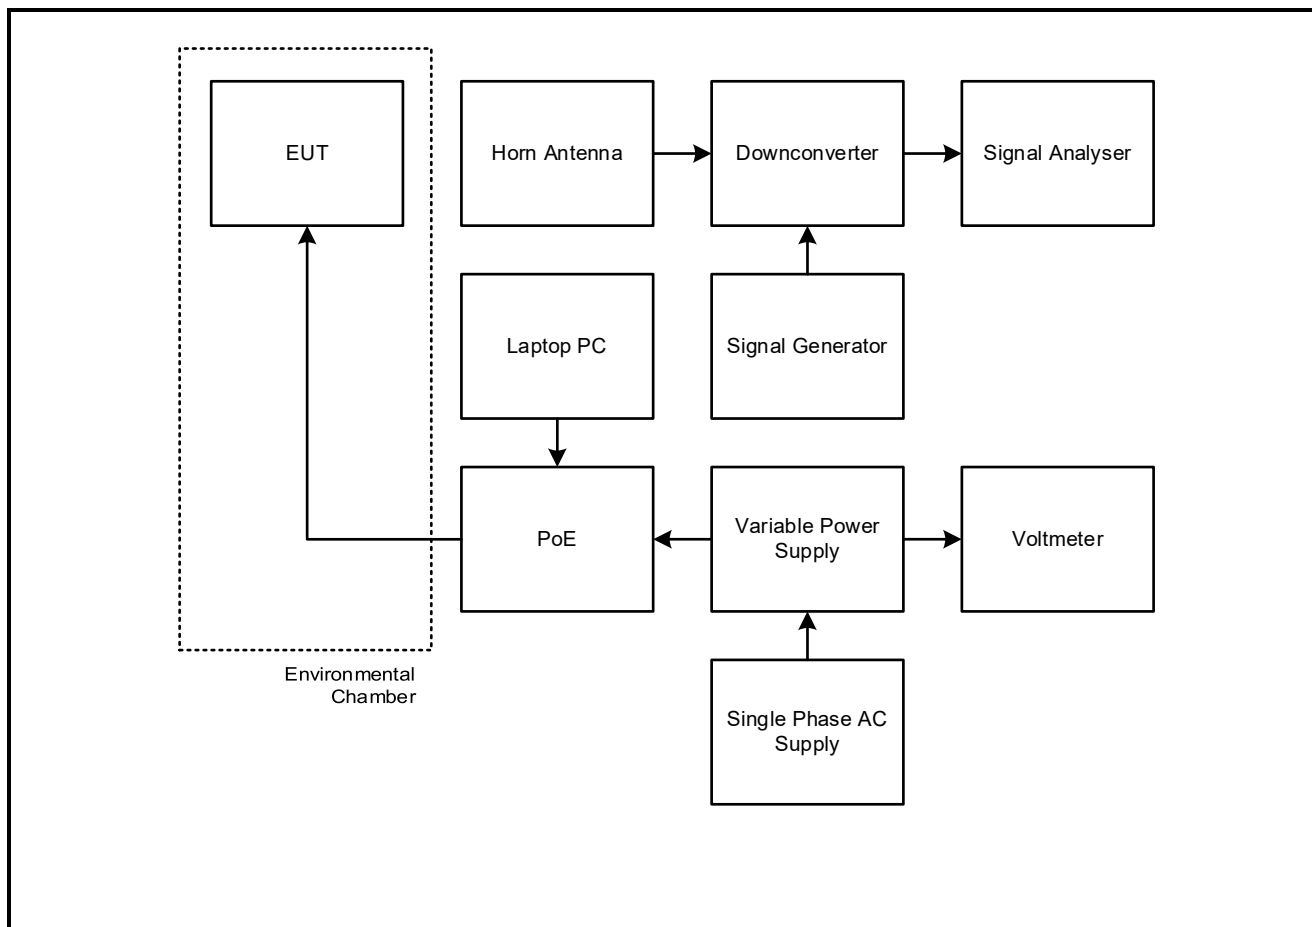 EUT
Horn Antenna
Downconverter
Signal Analyser
Laptop PC
Signal Generator
PoE
Variable Power
Supply
Voltmeter
Environmental
Chamber
Single Phase AC
Supply